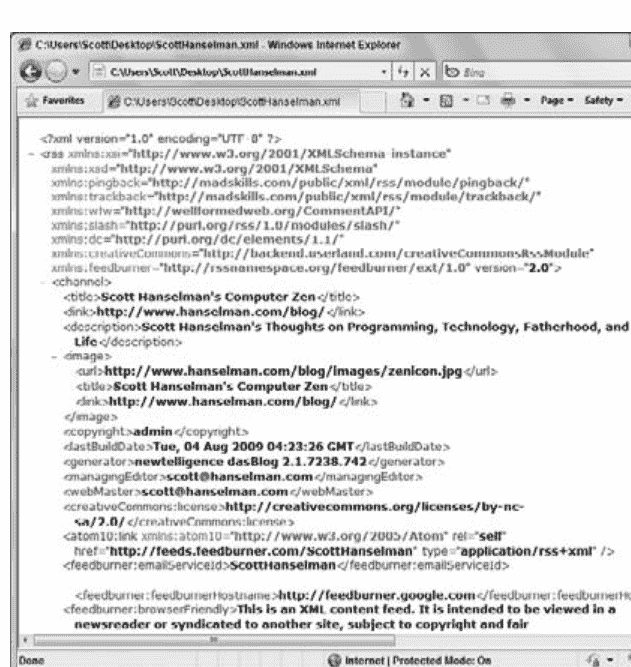 C:\Users\Scott\Desktop\ScottHanselman.xml - Windows Internet Explorer
C:\Users\Scott\Desktop\ScottHanselman.xml Bing
Favorites C:\Users\Scott\Desktop\ScottHanselman.xml Page Safety
<?xml version="1.0" encoding="UTF-8" ?>
- <rss xmlns:xsi="http://www.w3.org/2001/XMLSchema-instance"
xmlns:xsd="http://www.w3.org/2001/XMLSchema"
xmlns:pingback="http://madskills.com/public/xml/rss/module/pingback/"
xmlns:trackback="http://madskills.com/public/xml/rss/module/trackback/"
xmlns:wfw="http://wellformedweb.org/CommentAPI/"
xmlns:slash="http://purl.org/rss/1.0/modules/slash/"
xmlns:dc="http://purl.org/dc/elements/1.1/"
xmlns:creativeCommons="http://backend.userland.com/creativeCommonsRssModule"
xmlns:feedburner="http://rssnamespace.org/feedburner/ext/1.0" version="2.0">
- <channel>
<title>Scott Hanselman's Computer Zen</title>
<link>http://www.hanselman.com/blog/</link>
<description>Scott Hanselman's Thoughts on Programming, Technology, Fatherhood, and
Life</description>
- <image>
<url>http://www.hanselman.com/blog/images/zenicon.jpg</url>
<title>Scott Hanselman's Computer Zen</title>
<link>http://www.hanselman.com/blog/</link>
</image>
<copyright>admin</copyright>
<lastBuildDate>Tue, 04 Aug 2009 04:23:26 GMT</lastBuildDate>
<generator>newtelligence dasBlog 2.1.7238.742</generator>
<managingEditor>scott@hanselman.com</managingEditor>
<webMaster>scott@hanselman.com</webMaster>
<creativeCommons:license>http://creativecommons.org/licenses/by-nc-
sa/2.0/</creativeCommons:license>
<atom10:link xmlns:atom10="http://www.w3.org/2005/Atom" rel="self"
href="http://feeds.feedburner.com/ScottHanselman" type="application/rss+xml" />
<feedburner:emailServiceId>ScottHanselman</feedburner:emailServiceId>
<feedburner:feedburnerHostname>http://feedburner.google.com</feedburner:feedburnerHo
<feedburner:browserFriendly>This is an XML content feed. It is intended to be viewed in a
newsreader or syndicated to another site, subject to copyright and fair
Done Internet | Protected Mode: On